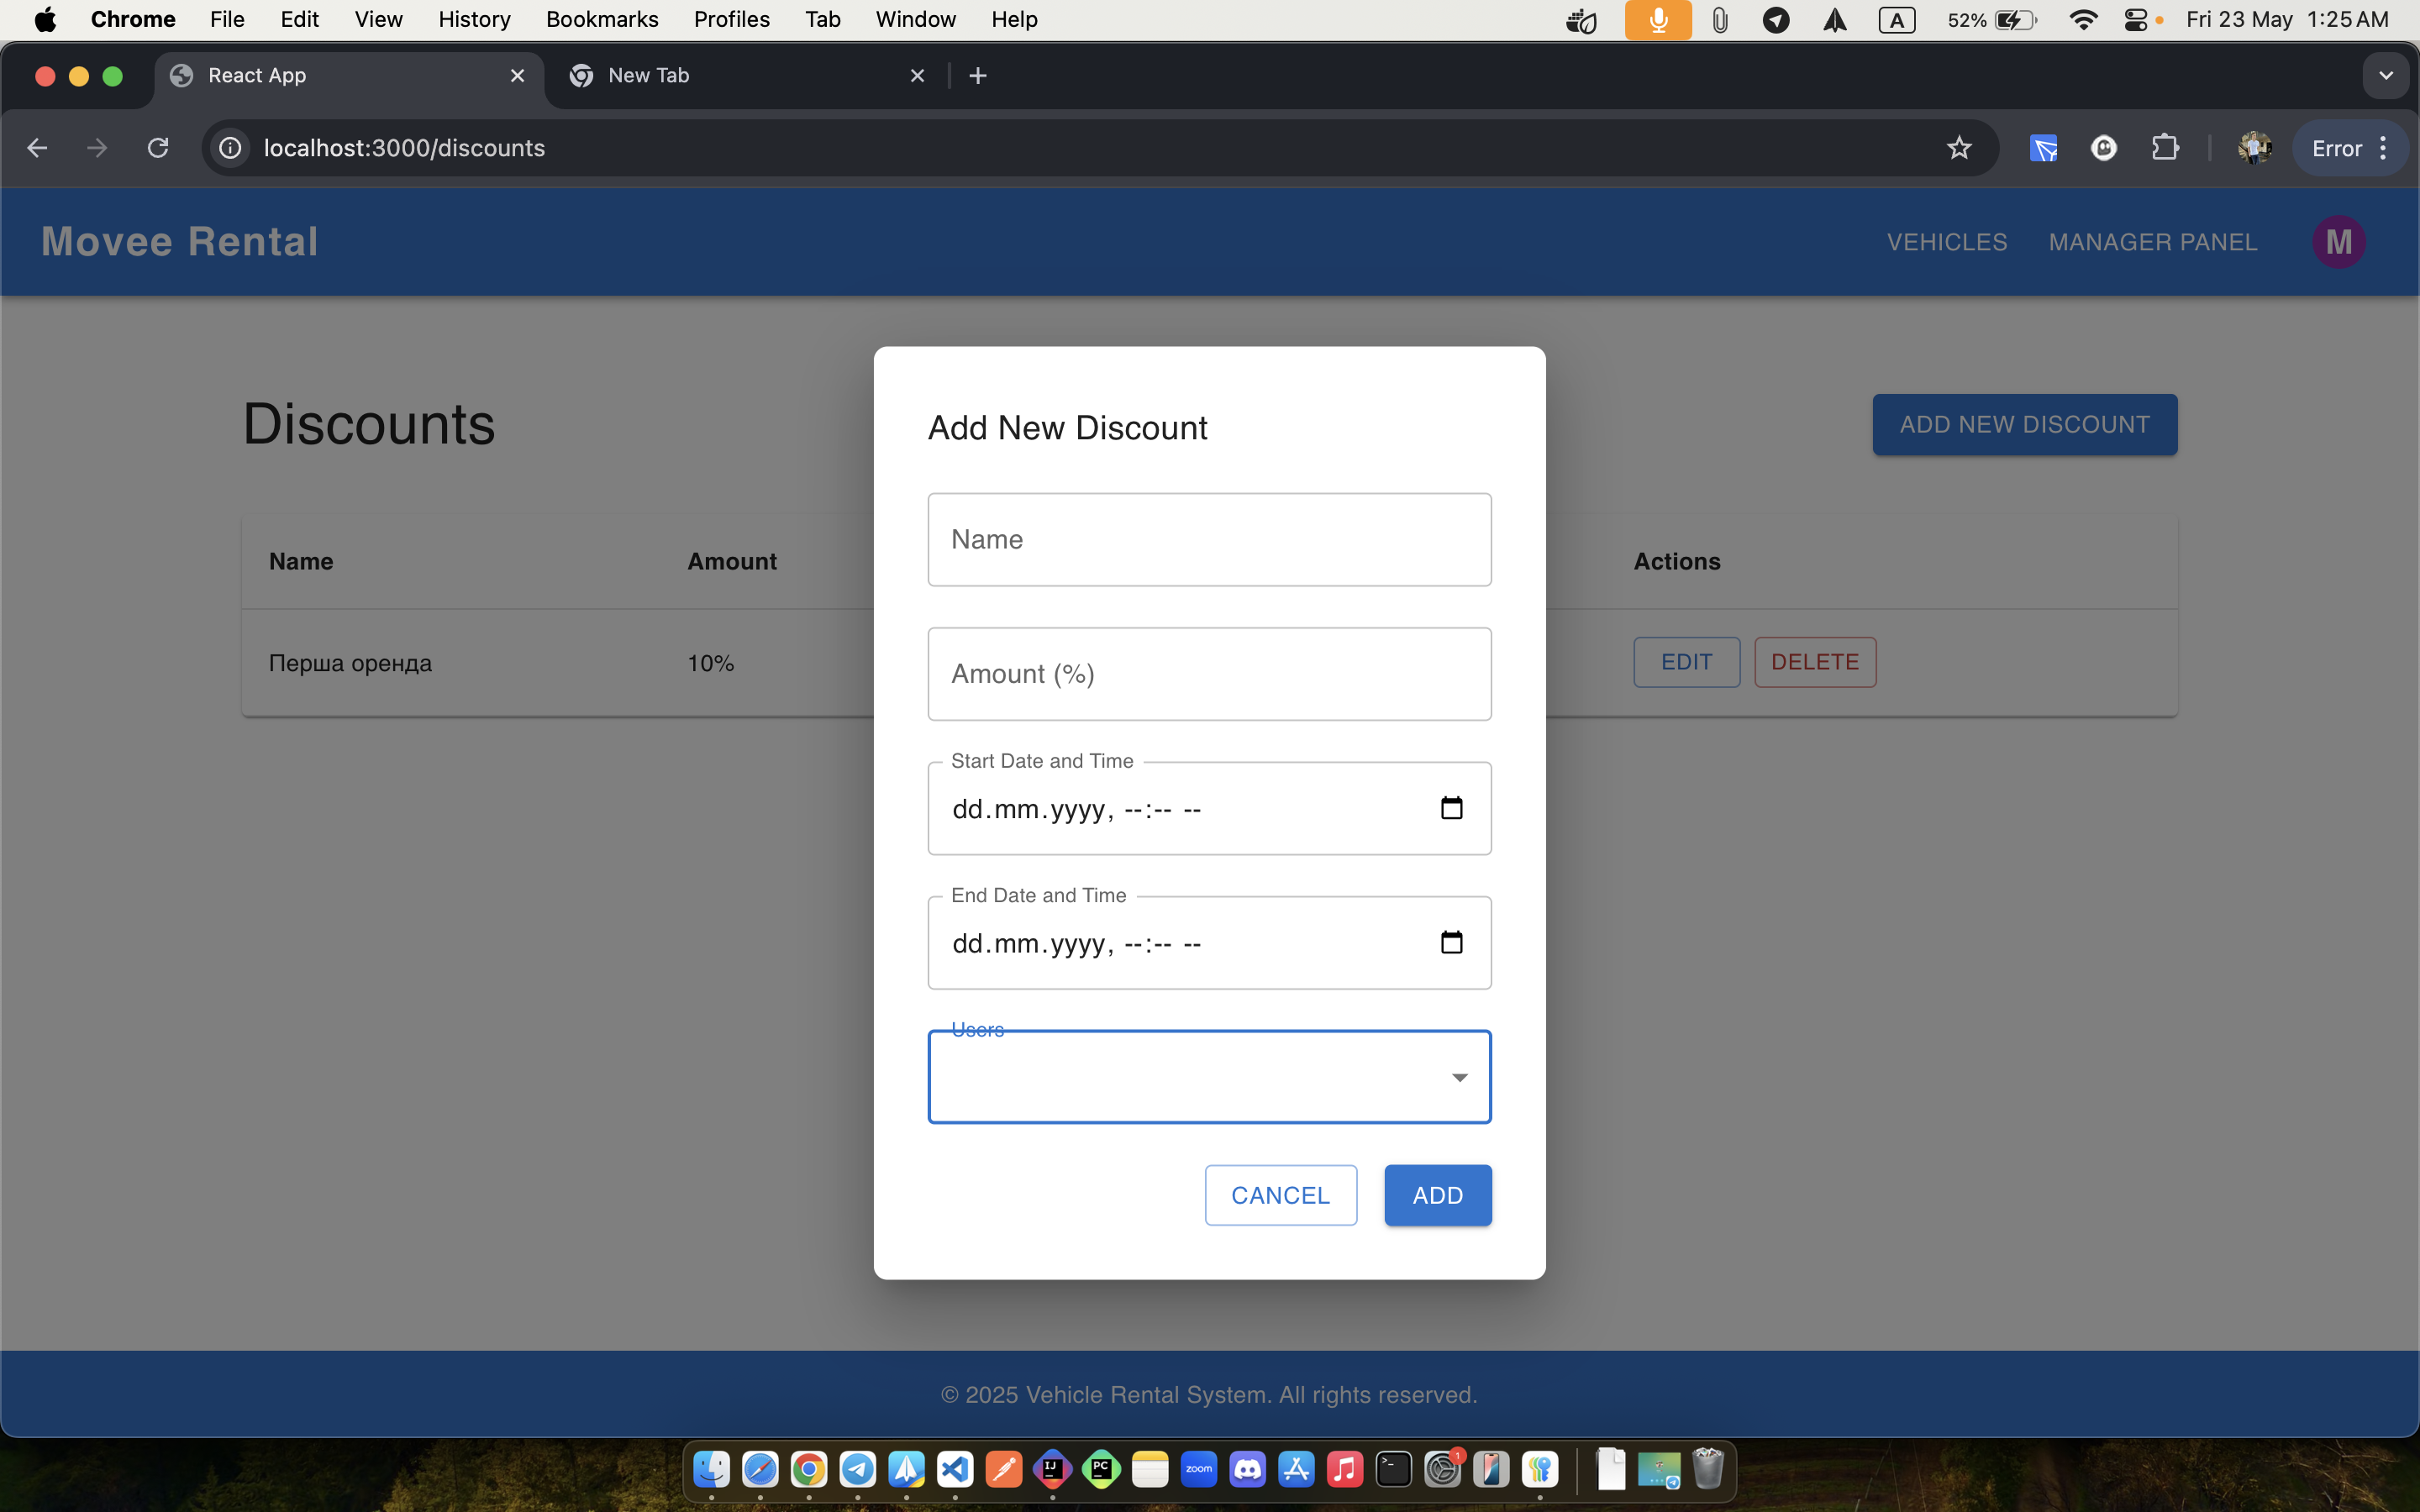 Chrome File Edit View History Bookmarks Profiles Tab Window Help A 52% Fri 23 May 1:25 AM
React App New Tab
localhost:3000/discounts Error
Movee Rental VEHICLES MANAGER PANEL M
Discounts ADD NEW DISCOUNT
Name Amount Actions
Перша оренда 10% EDIT DELETE
Add New Discount
Name
Amount (%)
Start Date and Time
dd.mm.yyyy, --:-- --
End Date and Time
dd.mm.yyyy, --:-- --
Users
CANCEL ADD
© 2025 Vehicle Rental System. All rights reserved.
IJ PC zoom 1